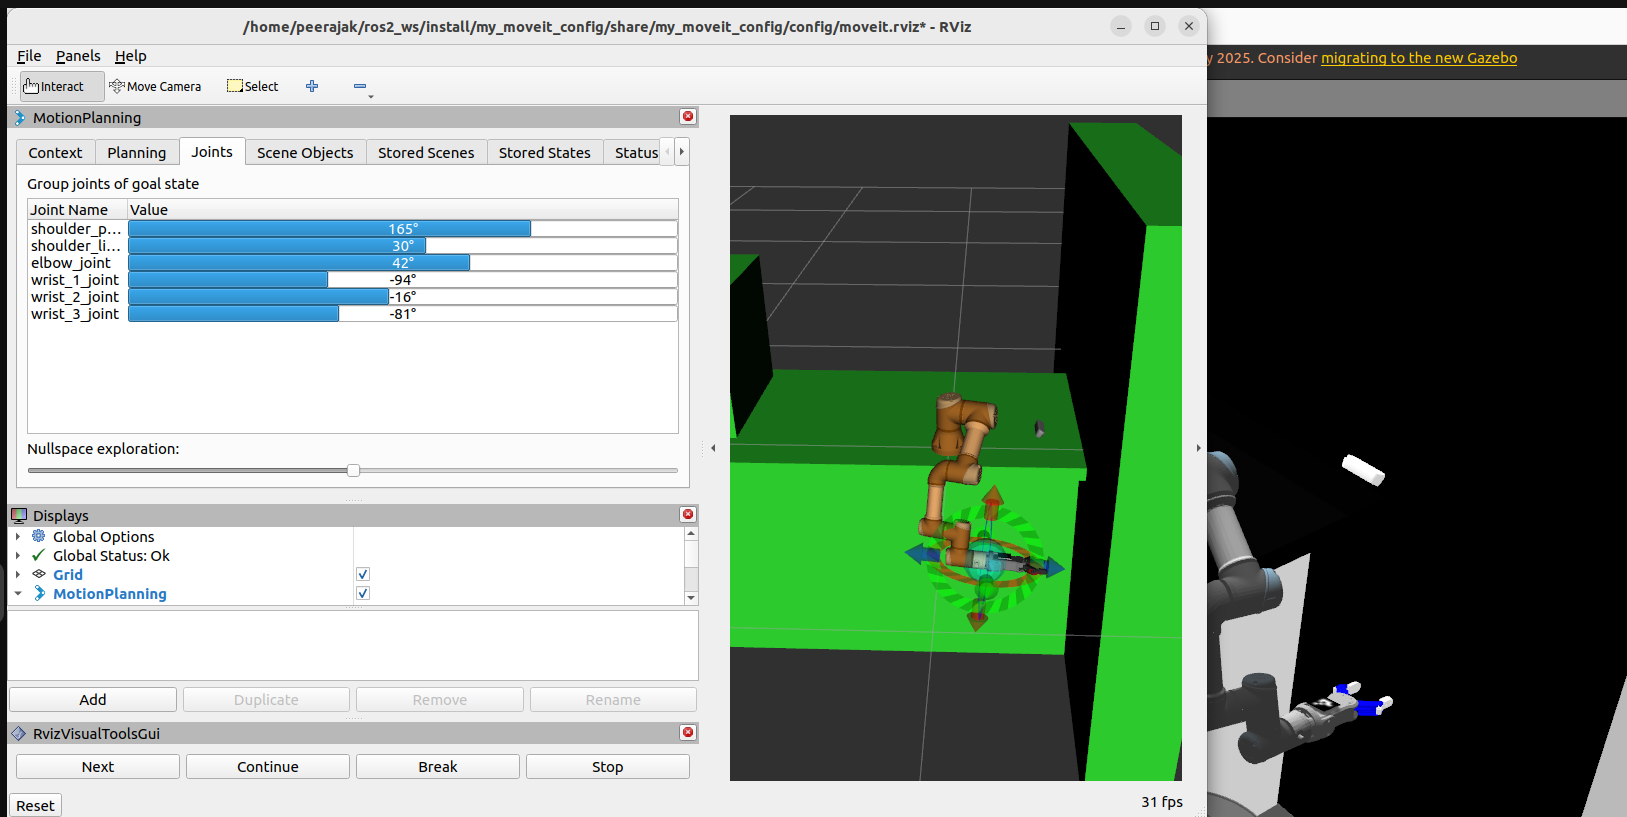 /home/peerajak/ros2_ws/install/my_moveit_config/share/my_moveit_config/config/moveit.rviz* - RViz
File Panels Help
y 2025. Consider migrating to the new Gazebo
Interact Move Camera Select
MotionPlanning
Context Planning Joints Scene Objects Stored Scenes Stored States Status
Group joints of goal state
Joint Name Value
shoulder_p... 165°
shoulder_li... 30°
elbow_joint 42°
wrist_1_joint -94°
wrist_2_joint -16°
wrist_3_joint -81°
Nullspace exploration:
Displays
Global Options
Global Status: Ok
Grid
MotionPlanning
Add Duplicate Remove Rename
RvizVisualToolsGui
Next Continue Break Stop
Reset
31 fps